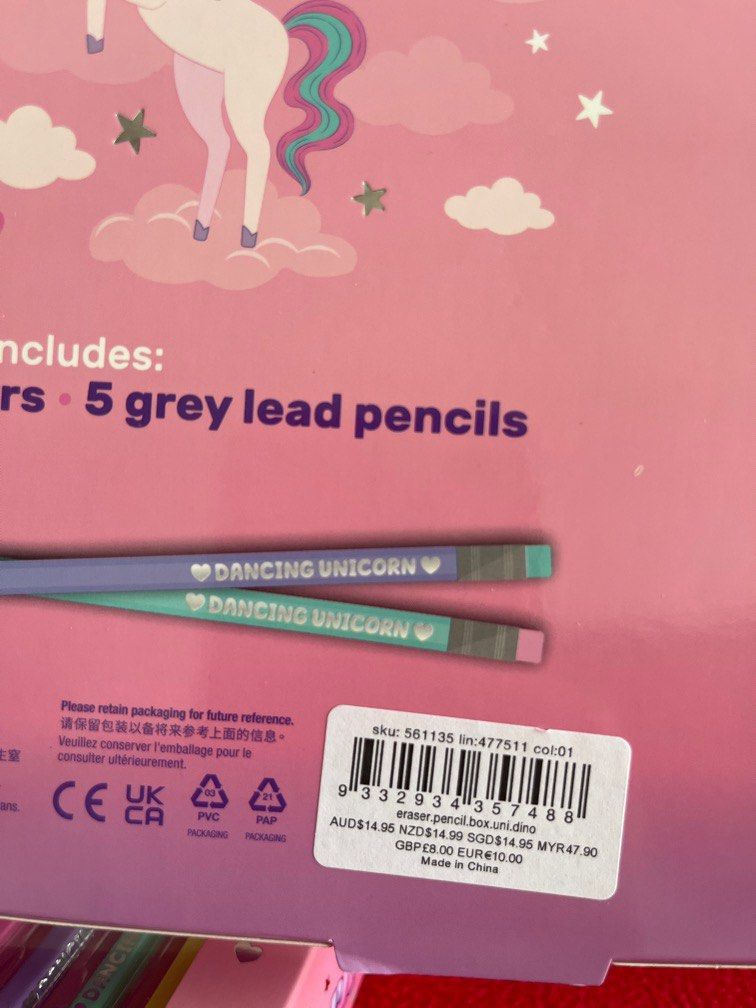 ncludes:
rs • 5 grey lead pencils
DANCING UNICORN
DANCING UNICORN
Please retain packaging for future reference.
请保留包装以备将来参考上面的信息。
Veuillez conserver l'emballage pour le
consulter ultérieurement.
生室
ans.
CE
UK
CA
03
PVC
PACKAGING
21
PAP
PACKAGING
sku: 561135 lin:477511 col:01
9 332934 357488
eraser.pencil.box.uni.dino
AUD$14.95 NZD$14.99 SGD$14.95 MYR47.90
GBP£8.00 EUR€10.00
Made in China
DANCI